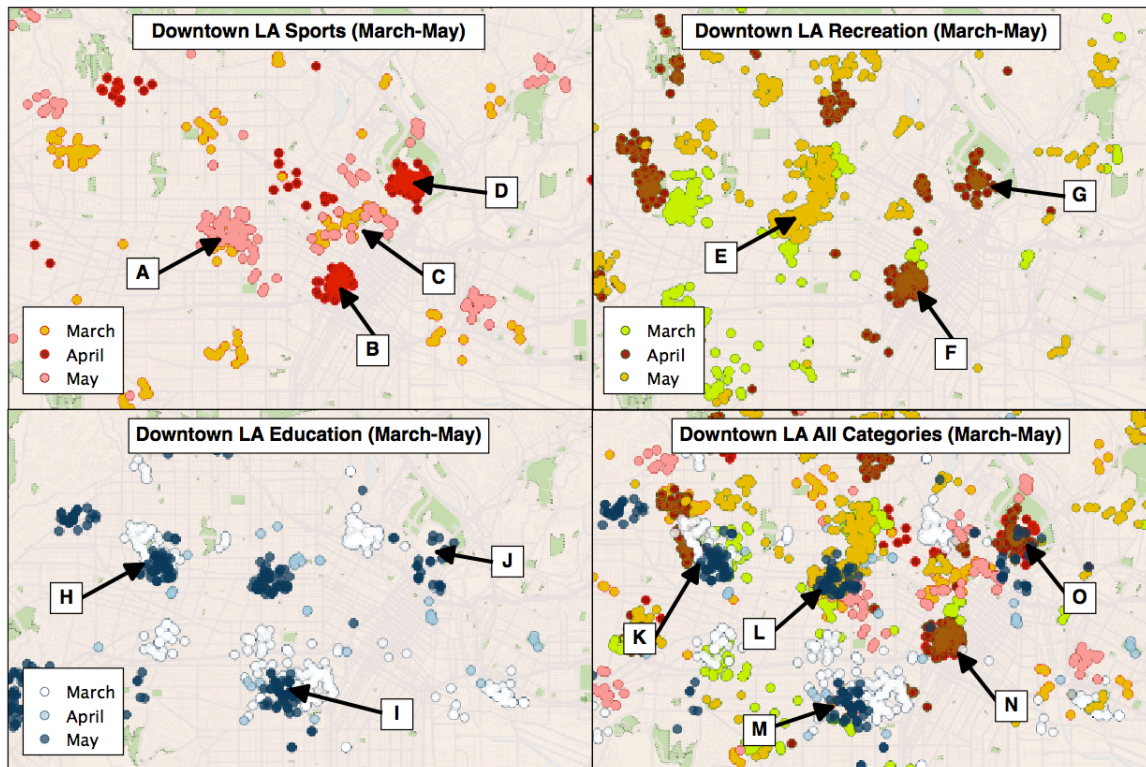 Downtown LA Sports (March-May)
D
A
C
B
March
April
May
Downtown LA Recreation (March-May)
G
E
F
March
April
May
Downtown LA Education (March-May)
J
H
I
March
April
May
Downtown LA All Categories (March-May)
O
K
L
N
M